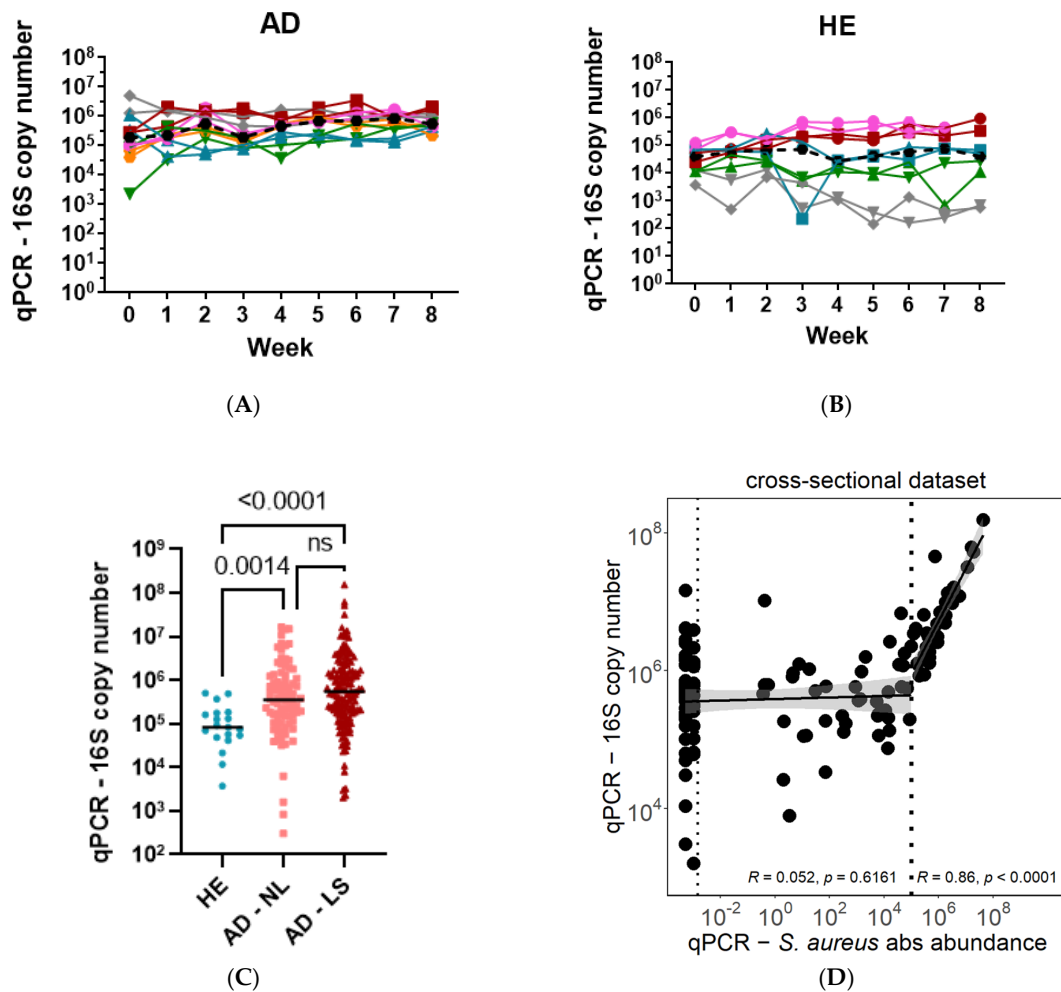 AD
qPCR - 16S copy number
10⁸
10⁷
10⁶
10⁵
10⁴
10³
10²
10¹
10⁰
0 1 2 3 4 5 6 7 8
Week
(A)
HE
qPCR - 16S copy number
10⁸
10⁷
10⁶
10⁵
10⁴
10³
10²
10¹
10⁰
0 1 2 3 4 5 6 7 8
Week
(B)
<0.0001
ns
0.0014
qPCR - 16S copy number
10⁹
10⁸
10⁷
10⁶
10⁵
10⁴
10³
10²
HE
AD - NL
AD - LS
(C)
cross-sectional dataset
qPCR − 16S copy number
10⁸
10⁶
10⁴
R = 0.052, p = 0.6161 R = 0.86, p < 0.0001
10⁻² 10⁰ 10² 10⁴ 10⁶ 10⁸
qPCR − S. aureus abs abundance
(D)